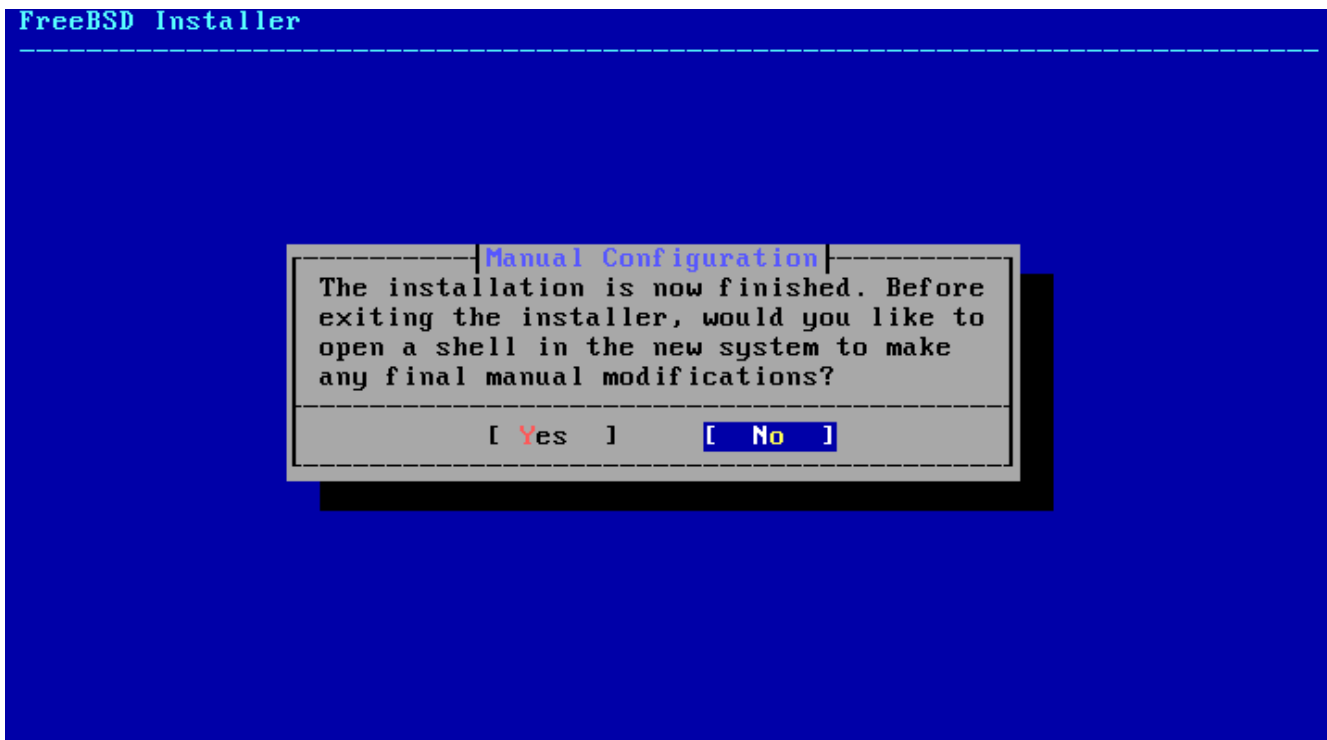 FreeBSD Installer
Manual Configuration
The installation is now finished. Before
exiting the installer, would you like to
open a shell in the new system to make
any final manual modifications?
[ Yes ] [ No ]